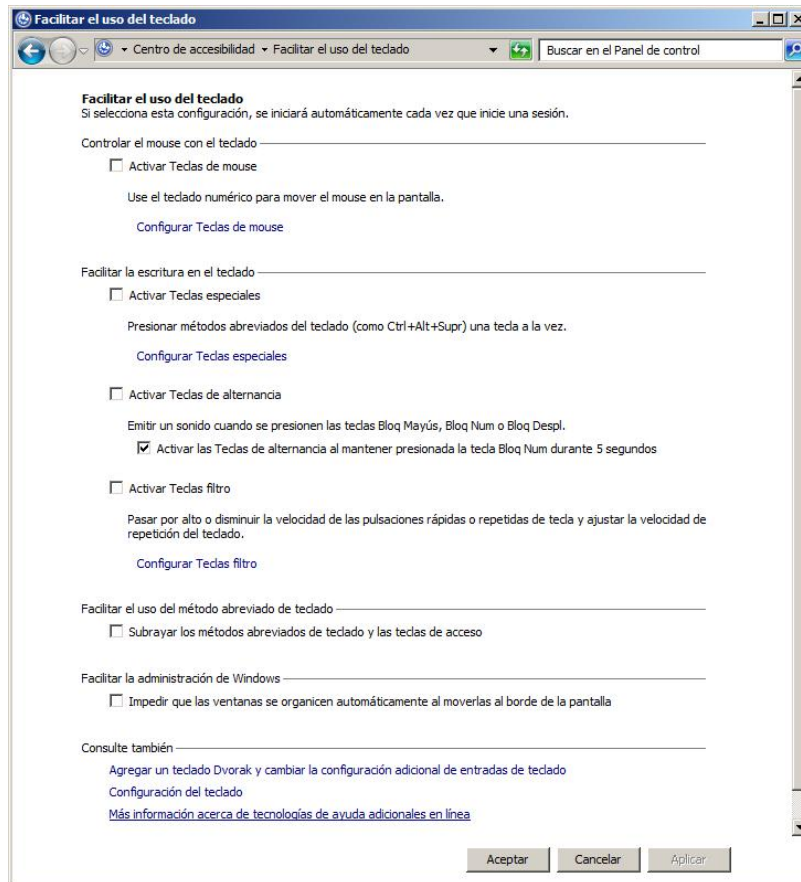 Facilitar el uso del teclado
Centro de accesibilidad Facilitar el uso del teclado Buscar en el Panel de control
Facilitar el uso del teclado
Si selecciona esta configuración, se iniciará automáticamente cada vez que inicie una sesión.
Controlar el mouse con el teclado
Activar Teclas de mouse
Use el teclado numérico para mover el mouse en la pantalla.
Configurar Teclas de mouse
Facilitar la escritura en el teclado
Activar Teclas especiales
Presionar métodos abreviados del teclado (como Ctrl+Alt+Supr) una tecla a la vez.
Configurar Teclas especiales
Activar Teclas de alternancia
Emitir un sonido cuando se presionen las teclas Bloq Mayús, Bloq Num o Bloq Despl.
Activar las Teclas de alternancia al mantener presionada la tecla Bloq Num durante 5 segundos
Activar Teclas filtro
Pasar por alto o disminuir la velocidad de las pulsaciones rápidas o repetidas de tecla y ajustar la velocidad de
repetición del teclado.
Configurar Teclas filtro
Facilitar el uso del método abreviado de teclado
Subrayar los métodos abreviados de teclado y las teclas de acceso
Facilitar la administración de Windows
Impedir que las ventanas se organicen automáticamente al moverlas al borde de la pantalla
Consulte también
Agregar un teclado Dvorak y cambiar la configuración adicional de entradas de teclado
Configuración del teclado
Más información acerca de tecnologías de ayuda adicionales en línea
Aceptar Cancelar Aplicar